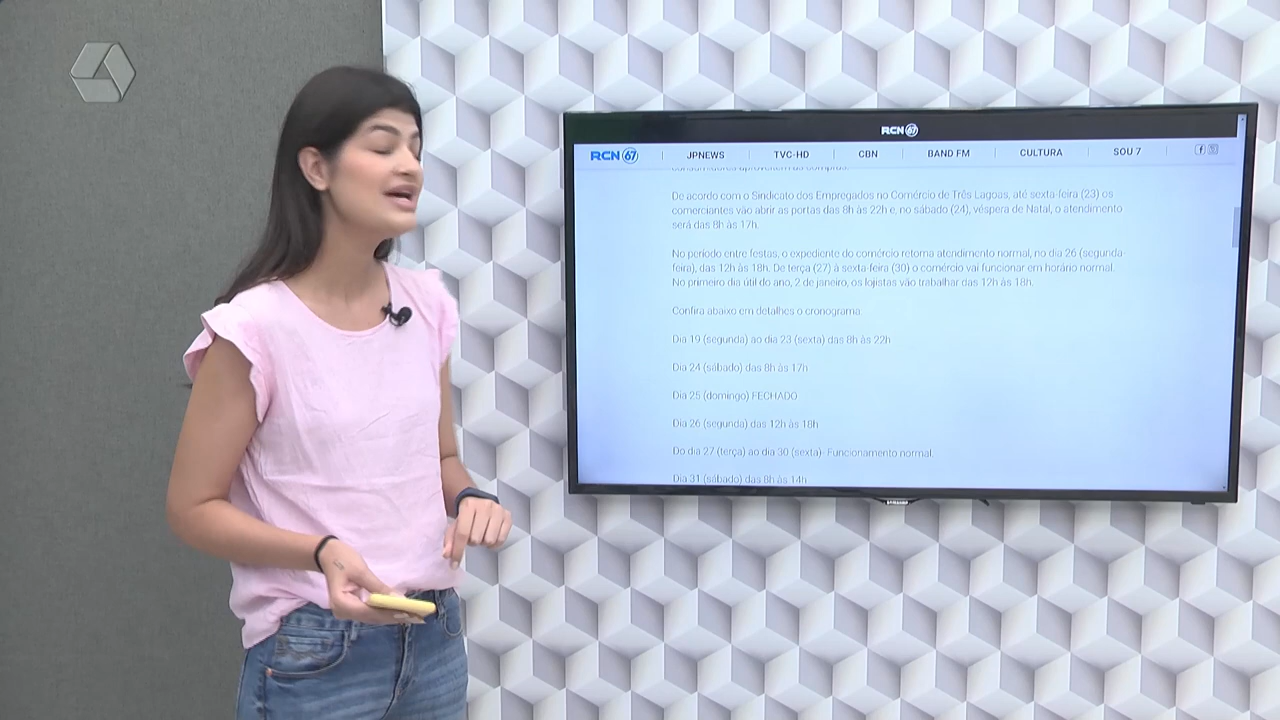 RCN 67
RCN 67 JPNEWS TVC-HD CBN BAND FM CULTURA SOU 7
consumidores aproveitem as compras.
De acordo com o Sindicato dos Empregados no Comércio de Três Lagoas, até sexta-feira (23) os
comerciantes vão abrir as portas das 8h às 22h e, no sábado (24), véspera de Natal, o atendimento
será das 8h às 17h.
No período entre festas, o expediente do comércio retorna atendimento normal, no dia 26 (segunda-
feira), das 12h às 18h. De terça (27) à sexta-feira (30) o comércio vai funcionar em horário normal.
No primeiro dia útil do ano, 2 de janeiro, os lojistas vão trabalhar das 12h às 18h.
Confira abaixo em detalhes o cronograma:
Dia 19 (segunda) ao dia 23 (sexta) das 8h às 22h
Dia 24 (sábado) das 8h às 17h
Dia 25 (domingo) FECHADO
Dia 26 (segunda) das 12h às 18h
Do dia 27 (terça) ao dia 30 (sexta)- Funcionamento normal.
Dia 31 (sábado) das 8h às 14h
SAMSUNG